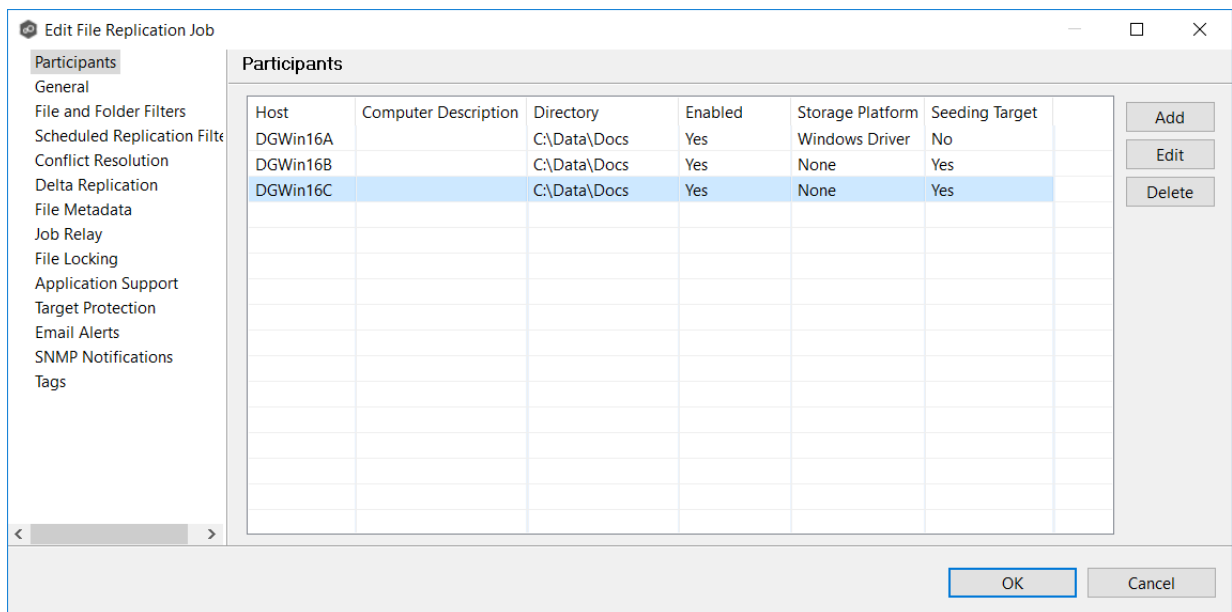 Edit File Replication Job
Participants
General
File and Folder Filters
Scheduled Replication Filte
Conflict Resolution
Delta Replication
File Metadata
Job Relay
File Locking
Application Support
Target Protection
Email Alerts
SNMP Notifications
Tags
Participants
Host Computer Description Directory Enabled Storage Platform Seeding Target
DGWin16A C:\Data\Docs Yes Windows Driver No
DGWin16B C:\Data\Docs Yes None Yes
DGWin16C C:\Data\Docs Yes None Yes
Add
Edit
Delete
OK Cancel